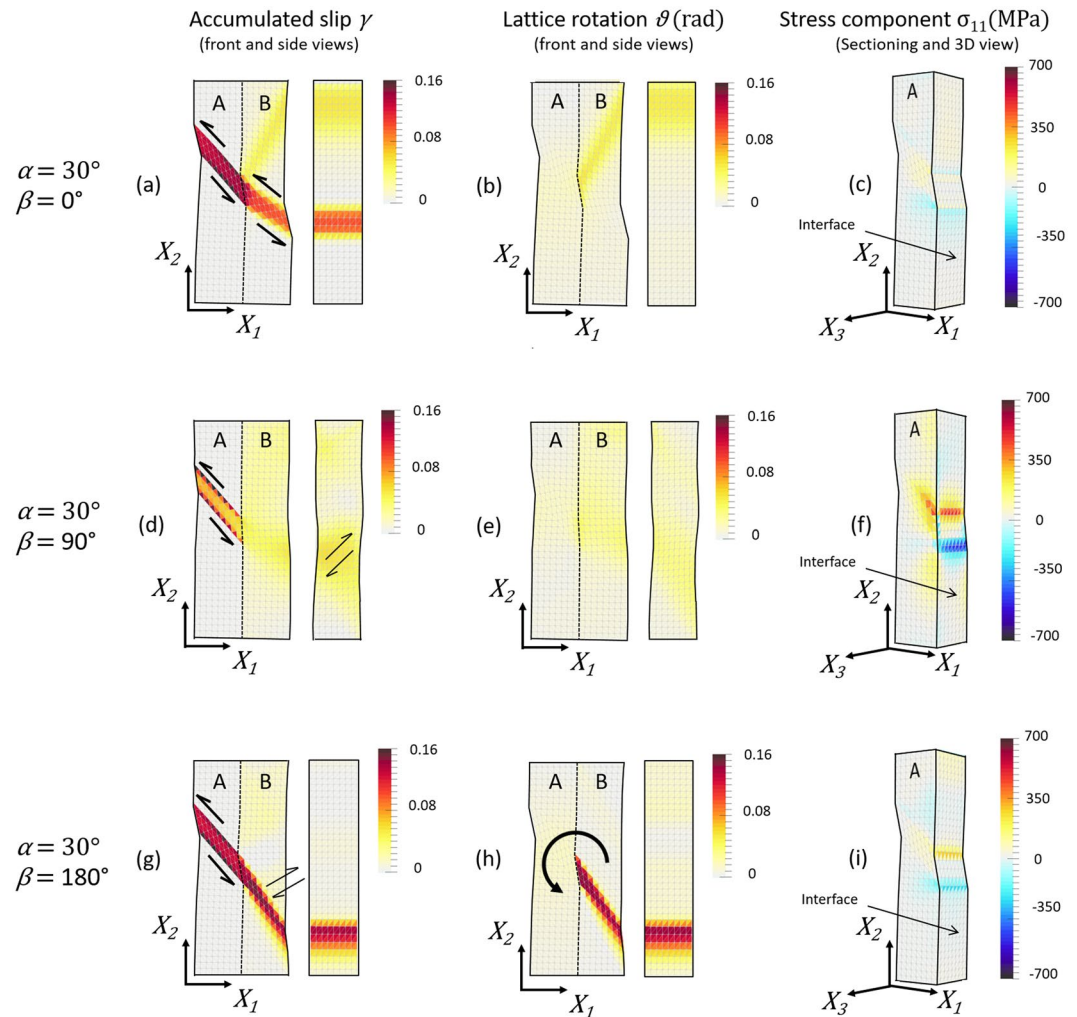 Accumulated slip γ
(front and side views)
Lattice rotation ϑ (rad)
(front and side views)
Stress component σ₁₁(MPa)
(Sectioning and 3D view)
α = 30°
β = 0°
(a)
A
B
0.16
0.08
0
X₂
X₁
(b)
A
B
0.16
0.08
0
X₂
X₁
(c)
A
Interface
X₂
X₃
X₁
700
350
0
-350
-700
α = 30°
β = 90°
(d)
A
B
0.16
0.08
0
X₂
X₁
(e)
A
B
0.16
0.08
0
X₂
X₁
(f)
A
Interface
X₂
X₃
X₁
700
350
0
-350
-700
α = 30°
β = 180°
(g)
A
B
0.16
0.08
0
X₂
X₁
(h)
A
B
0.16
0.08
0
X₂
X₁
(i)
A
Interface
X₂
X₃
X₁
700
350
0
-350
-700